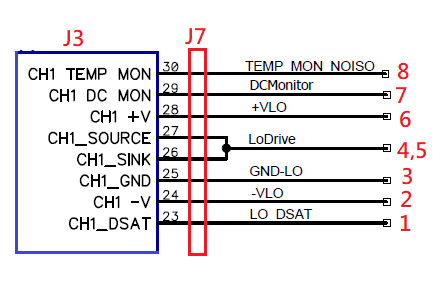 J3 J7
CH1 TEMP MON 30 TEMP MON NOISO 8
CH1 DC MON 29 DCMonitor 7
CH1 +V 28 +VLO 6
CH1_SOURCE 27
LoDrive 4,5
CH1_SINK 26
CH1_GND 25 GND-LO 3
CH1 -V 24 -VLO 2
CH1_DSAT 23 LO DSAT 1